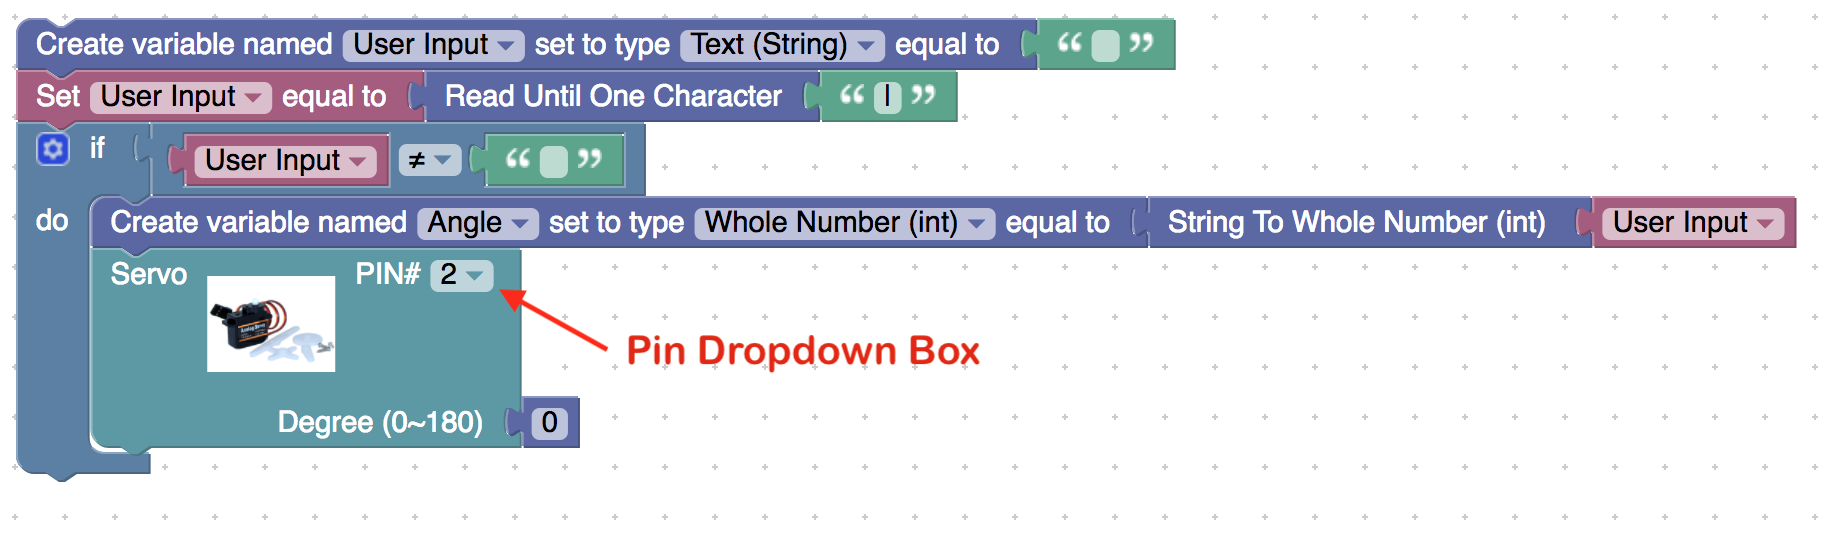 Create variable named User Input set to type Text (String) equal to “ ”
Set User Input equal to Read Until One Character “ | ”
if User Input ≠ “ ”
do Create variable named Angle set to type Whole Number (int) equal to String To Whole Number (int) User Input
Servo PIN# 2
Pin Dropdown Box
Degree (0~180) 0